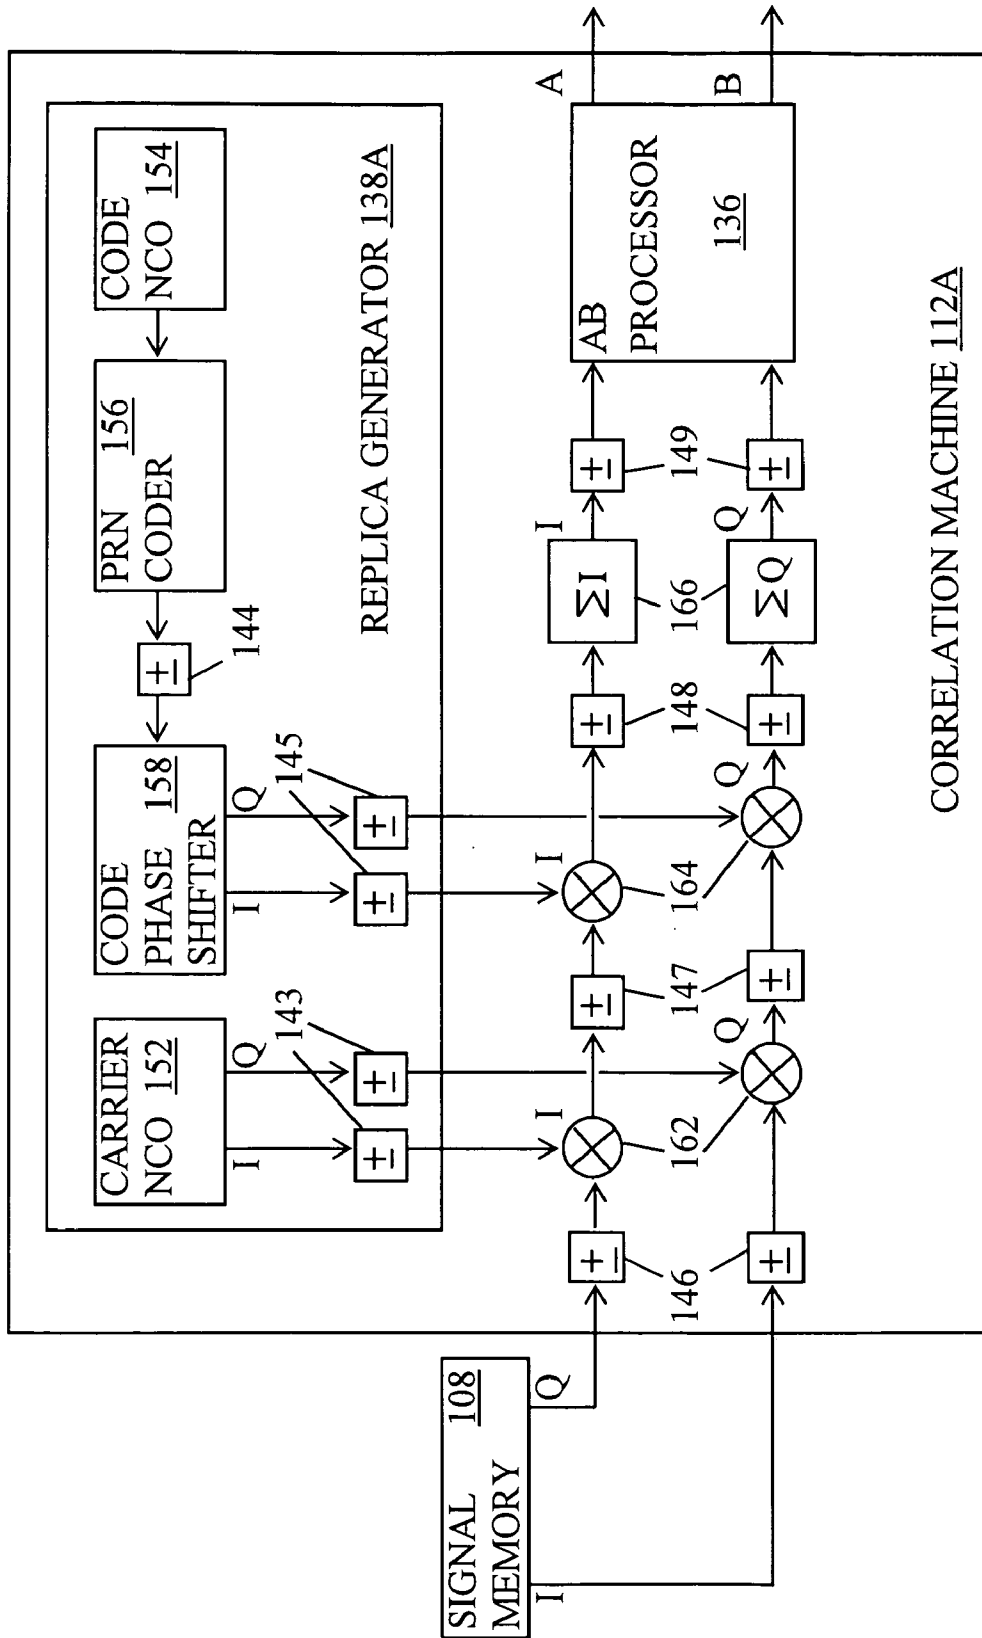 CODE
NCO 154
PRN 156
CODER
±
144
CODE
PHASE 158
SHIFTER
I
Q
145
±
±
CARRIER
NCO 152
I
Q
143
±
±
REPLICA GENERATOR 138A
SIGNAL 108
MEMORY
I
Q
±
146
±
I
162
Q
±
147
±
I
164
Q
±
148
±
ΣI
166
ΣQ
I
Q
±
149
±
AB
PROCESSOR
136
A
B
CORRELATION MACHINE 112A